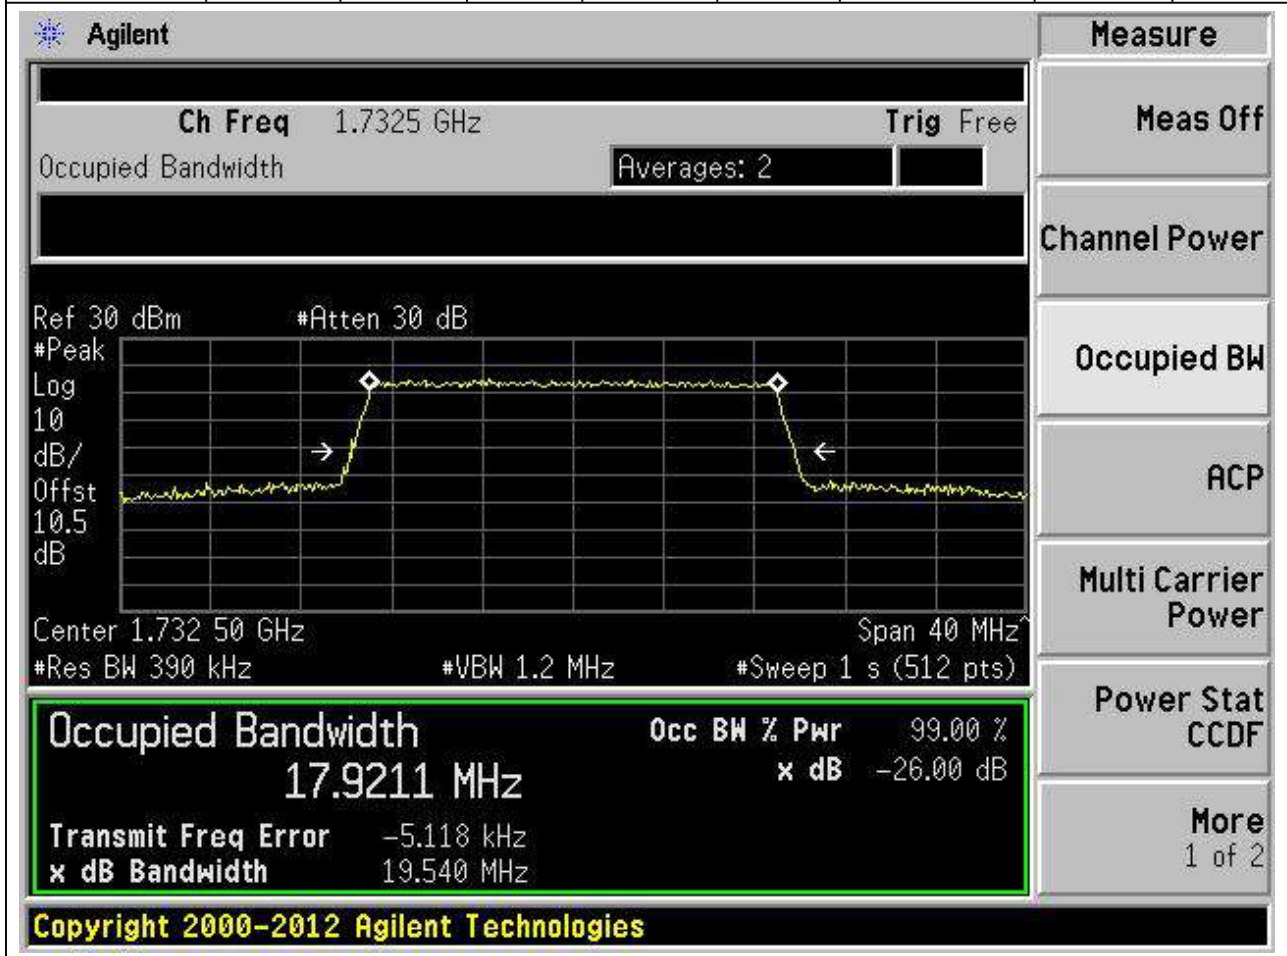 Agilent
Measure
Ch Freq 1.7325 GHz Trig Free
Meas Off
Occupied Bandwidth Averages: 2
Channel Power
Ref 30 dBm #Atten 30 dB
#Peak
Log
10
dB/
Offst
10.5
dB
Occupied BW
ACP
Multi Carrier
Power
Center 1.732 50 GHz Span 40 MHz^
#Res BW 390 kHz #VBW 1.2 MHz #Sweep 1 s (512 pts)
Power Stat
CCDF
Occupied Bandwidth Occ BW % Pwr 99.00 %
17.9211 MHz x dB -26.00 dB
Transmit Freq Error -5.118 kHz
x dB Bandwidth 19.540 MHz
More
1 of 2
Copyright 2000-2012 Agilent Technologies